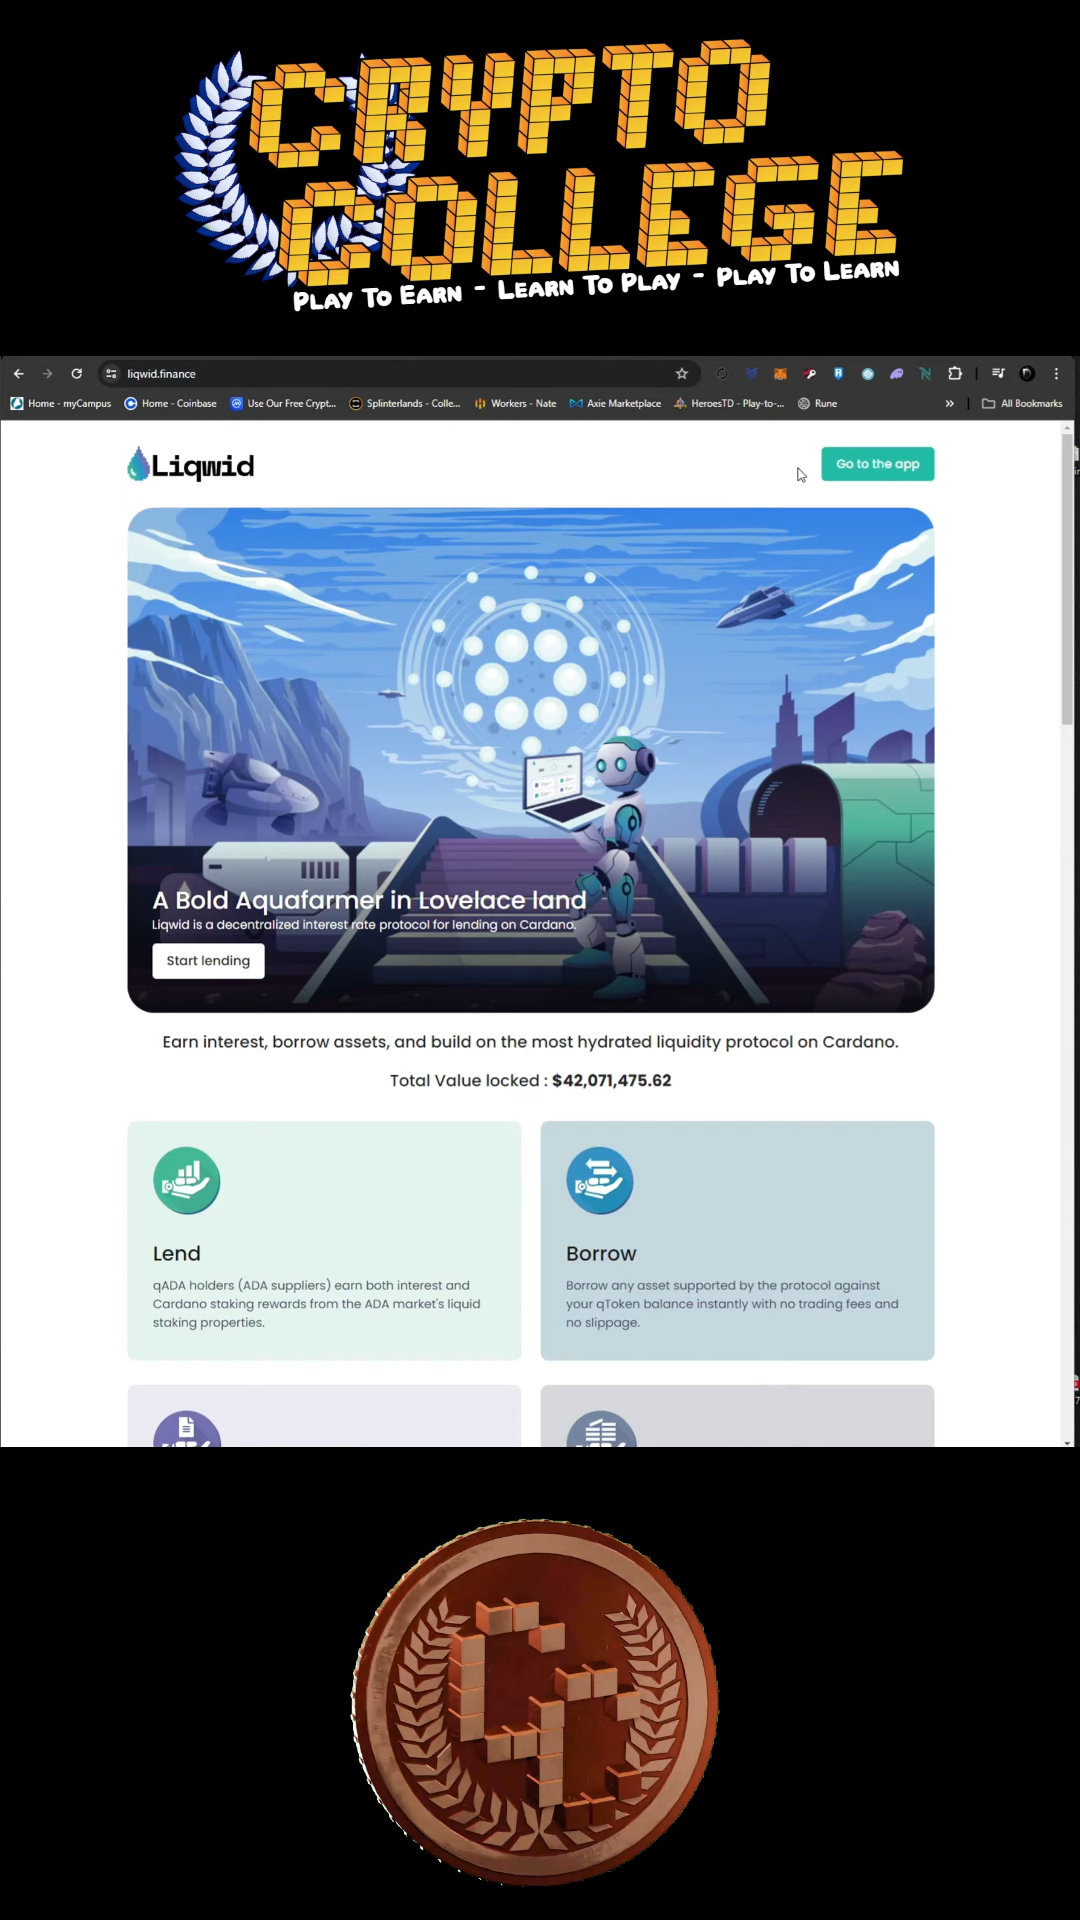 CRYPTO
COLLEGE
PLAY TO EARN - LEARN TO PLAY - PLAY TO LEARN
liqwid.finance
Home - myCampus
Home - Coinbase
Use Our Free Crypt...
Splinterlands - Colle...
Workers - Nate
Axie Marketplace
HeroesTD - Play-to-...
Rune
»
All Bookmarks
Liqwid
Go to the app
A Bold Aquafarmer in Lovelace land
Liqwid is a decentralized interest rate protocol for lending on Cardano.
Start lending
Earn interest, borrow assets, and build on the most hydrated liquidity protocol on Cardano.
Total Value locked : $42,071,475.62
Lend
qADA holders (ADA suppliers) earn both interest and
Cardano staking rewards from the ADA market's liquid
staking properties.
Borrow
Borrow any asset supported by the protocol against
your qToken balance instantly with no trading fees and
no slippage.
CC